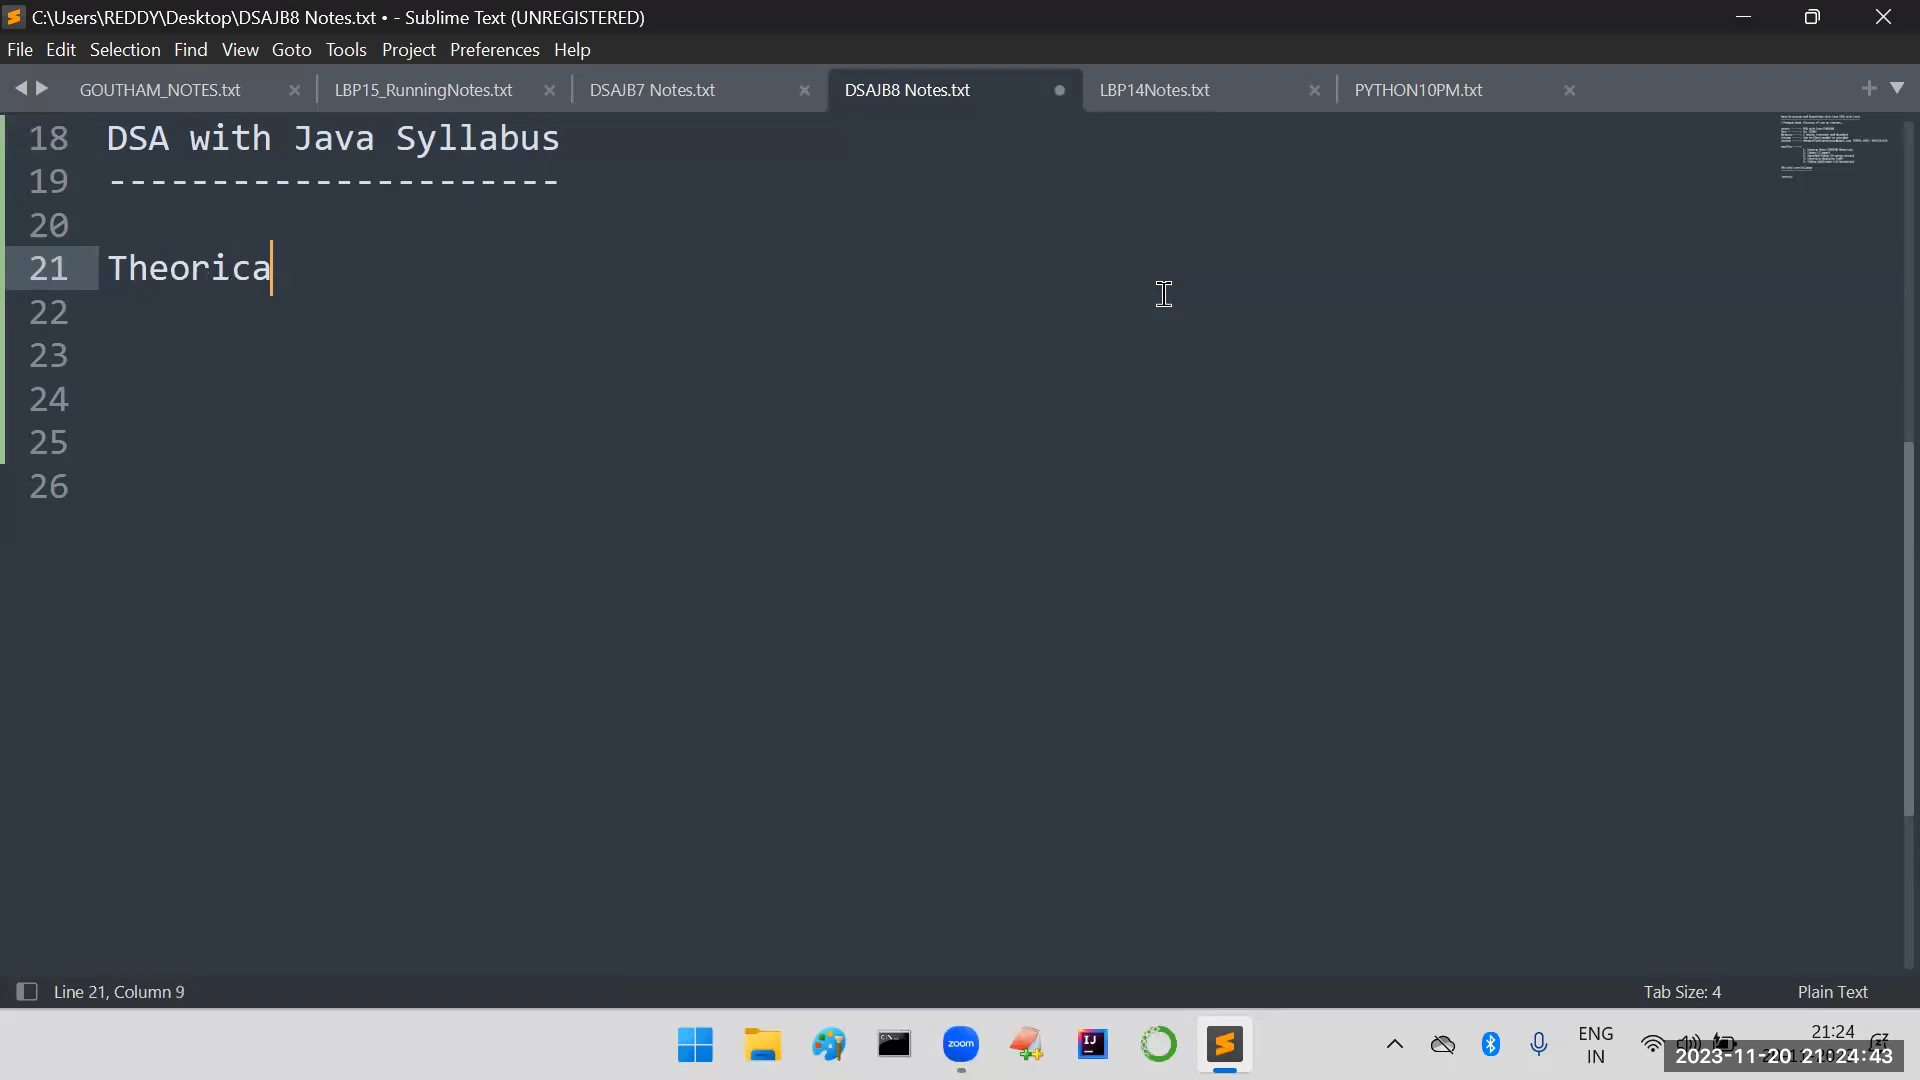 C:\Users\REDDY\Desktop\DSAJB8 Notes.txt • - Sublime Text (UNREGISTERED)
File Edit Selection Find View Goto Tools Project Preferences Help
GOUTHAM_NOTES.txt LBP15_RunningNotes.txt DSAJB7 Notes.txt DSAJB8 Notes.txt LBP14Notes.txt PYTHON10PM.txt
18 DSA with Java Syllabus
19 ----------------------
20
21 Theorica
22
23
24
25
26
Line 21, Column 9 Tab Size: 4 Plain Text
zoom IJ ENG IN 21:24
2023-11-20 21:24:43